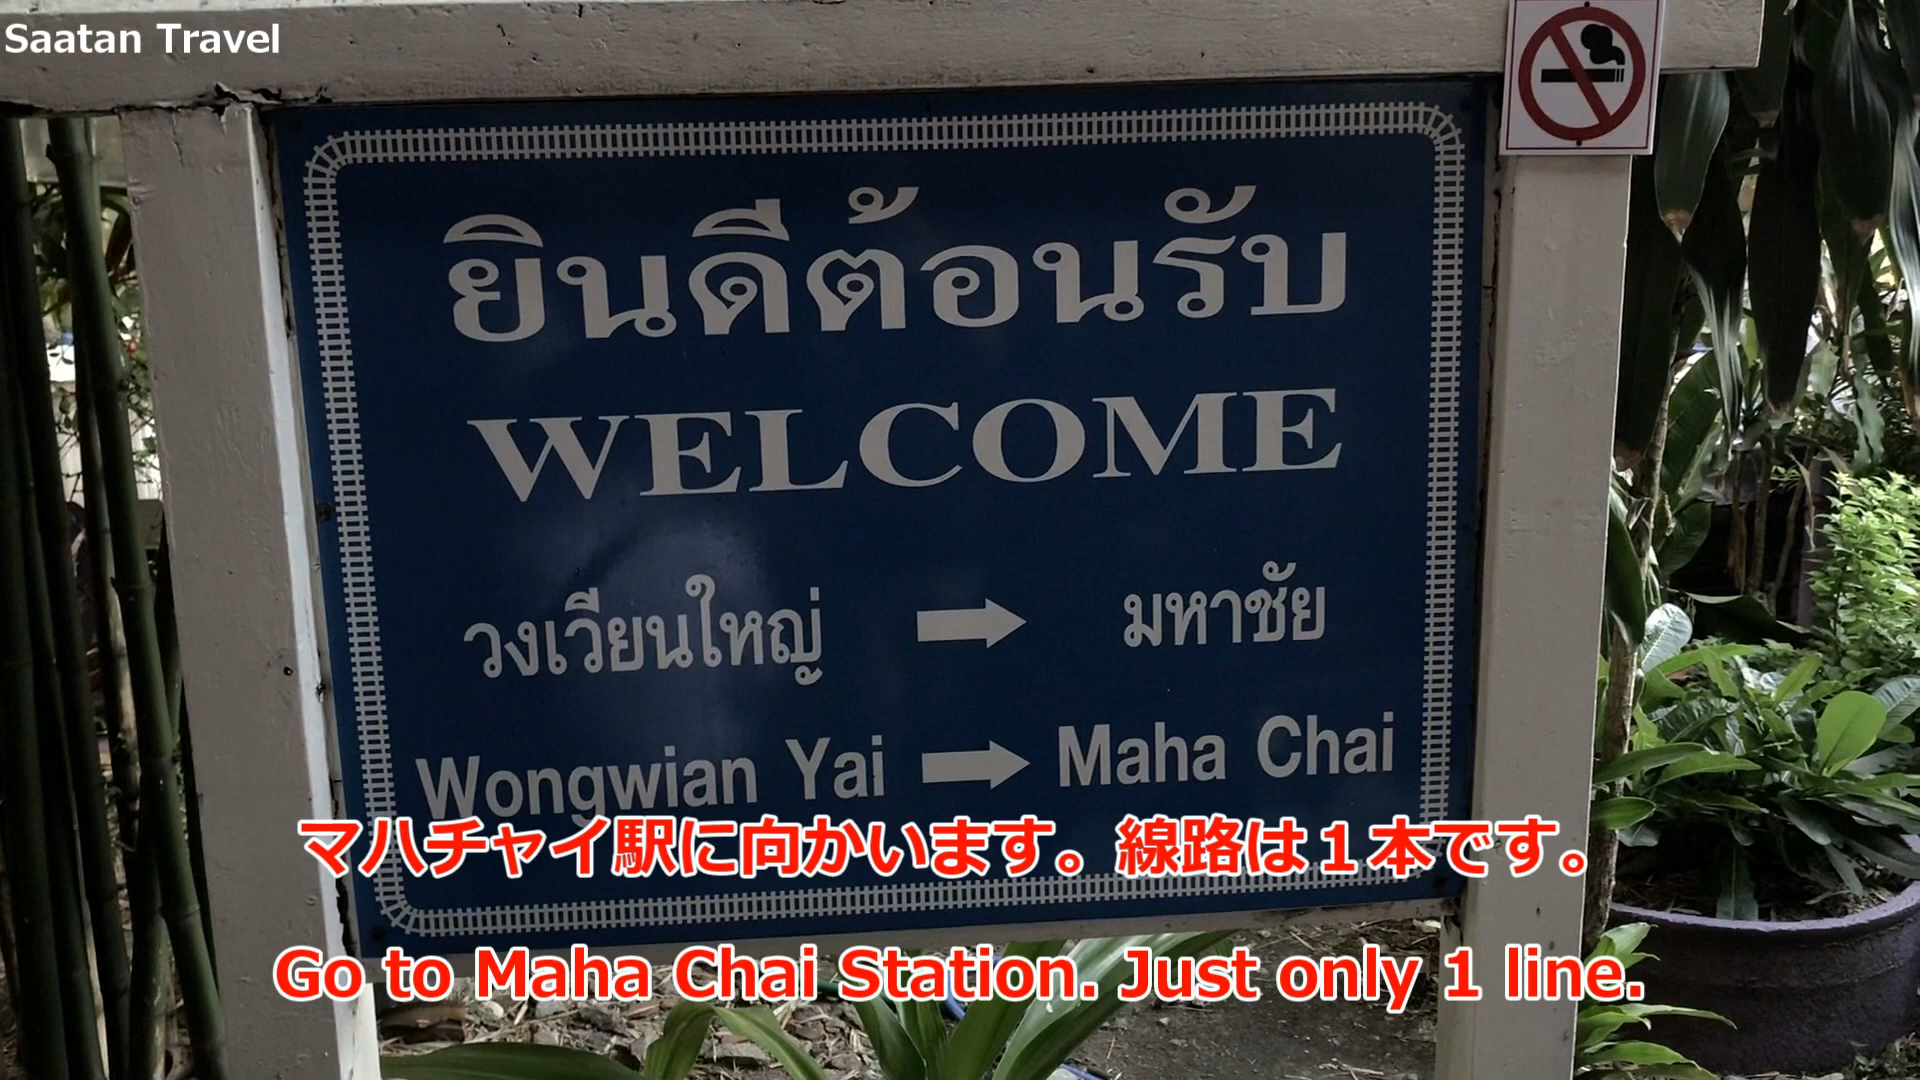 Saatan Travel
ยินดีต้อนรับ
WELCOME
วงเวียนใหญ่ → มหาชัย
Wongwian Yai → Maha Chai
マハチャイ駅に向かいます。線路は１本です。
Go to Maha Chai Station. Just only 1 line.